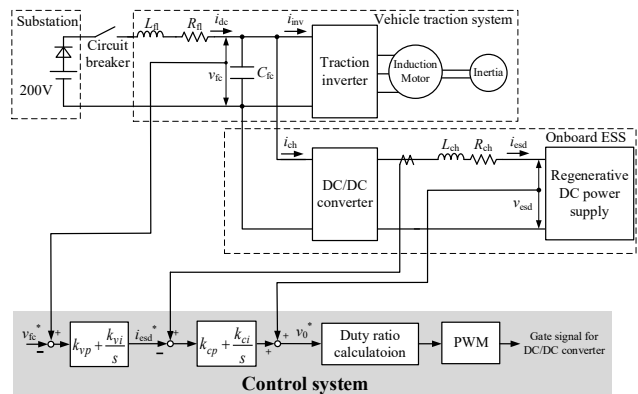 Substation
200V
Circuit
breaker
L_fl
R_fl
i_dc
i_inv
Vehicle traction system
v_fc
C_fc
Traction
inverter
Induction
Motor
Inertia
i_ch
DC/DC
converter
L_ch
R_ch
i_esd
Onboard ESS
Regenerative
DC power
supply
v_esd
v_fc*
+
−
k_vp + k_vi/s
i_esd*
+
−
k_cp + k_ci/s
+
+
v_0*
Duty ratio
calculatoion
PWM
Gate signal for
DC/DC converter
Control system